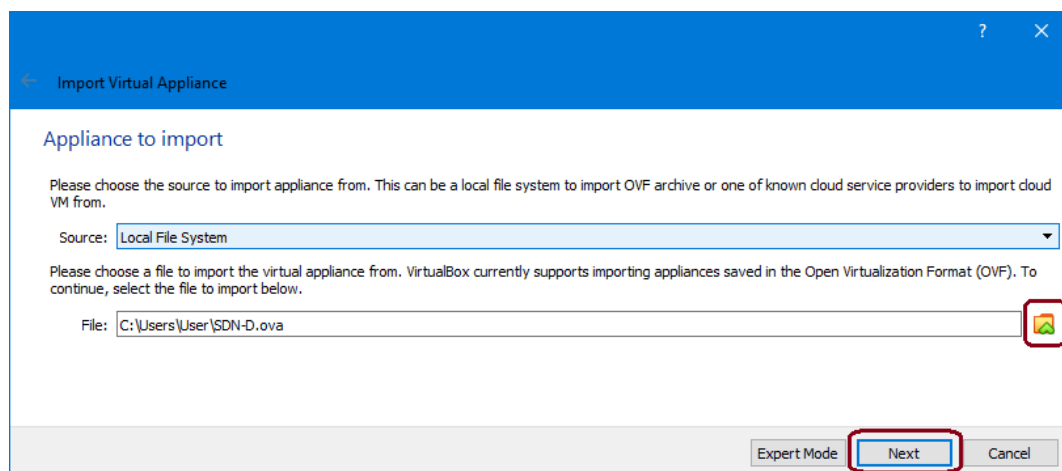 ?
Import Virtual Appliance
Appliance to import
Please choose the source to import appliance from. This can be a local file system to import OVF archive or one of known cloud service providers to import cloud
VM from.
Source: Local File System
Please choose a file to import the virtual appliance from. VirtualBox currently supports importing appliances saved in the Open Virtualization Format (OVF). To
continue, select the file to import below.
File: C:\Users\User\SDN-D.ova
Expert Mode Next Cancel